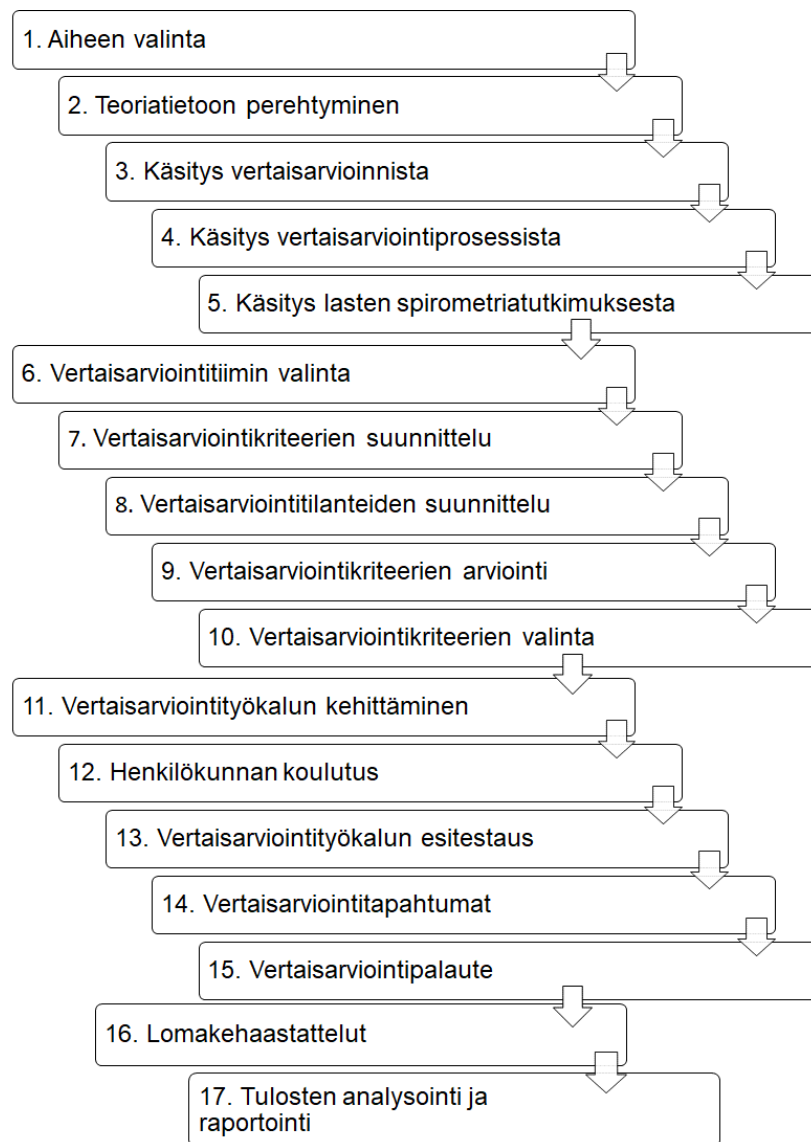 1. Aiheen valinta
2. Teoriatietoon perehtyminen
3. Käsitys vertaisarvioinnista
4. Käsitys vertaisarviointiprosessista
5. Käsitys lasten spirometriatutkimuksesta
6. Vertaisarviointitiimin valinta
7. Vertaisarviointikriteerien suunnittelu
8. Vertaisarviointitilanteiden suunnittelu
9. Vertaisarviointikriteerien arviointi
10. Vertaisarviointikriteerien valinta
11. Vertaisarviointityökalun kehittäminen
12. Henkilökunnan koulutus
13. Vertaisarviointityökalun esitestaus
14. Vertaisarviointitapahtumat
15. Vertaisarviointipalaute
16. Lomakehaastattelut
17. Tulosten analysointi ja
raportointi